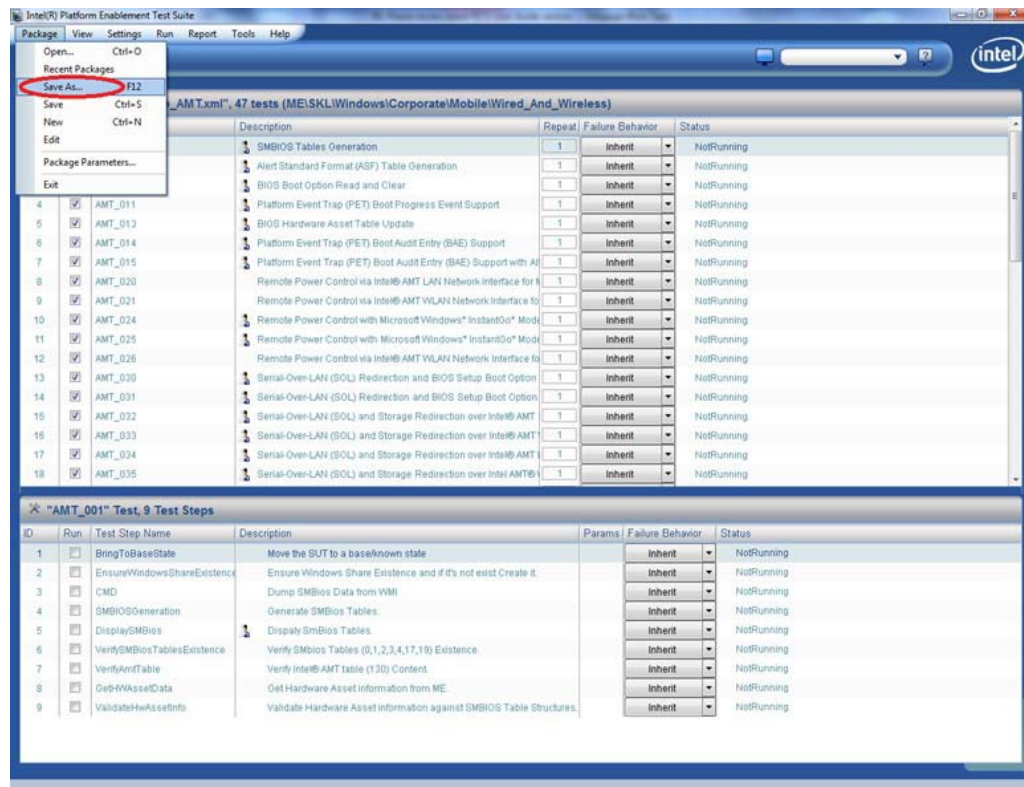 Intel(R) Platform Enablement Test Suite
Package View Settings Run Report Tools Help
Open... Ctrl+O
Recent Packages
Save As... F12
Save Ctrl+S
New Ctrl+N
Edit
Package Parameters...
Exit
intel
_AMT.xml", 47 tests (ME\SKL\Windows\Corporate\Mobile\Wired_And_Wireless)
Description Repeat Failure Behavior Status
SMBIOS Tables Generation 1 Inherit NotRunning
Alert Standard Format (ASF) Table Generation 1 Inherit NotRunning
BIOS Boot Option Read and Clear 1 Inherit NotRunning
4 AMT_011 Platform Event Trap (PET) Boot Progress Event Support 1 Inherit NotRunning
5 AMT_013 BIOS Hardware Asset Table Update 1 Inherit NotRunning
6 AMT_014 Platform Event Trap (PET) Boot Audit Entry (BAE) Support 1 Inherit NotRunning
7 AMT_015 Platform Event Trap (PET) Boot Audit Entry (BAE) Support with 1 Inherit NotRunning
8 AMT_020 Remote Power Control via Intel® AMT LAN Network Interface for 1 Inherit NotRunning
9 AMT_021 Remote Power Control via Intel® AMT WLAN Network Interface fo 1 Inherit NotRunning
10 AMT_024 Remote Power Control with Microsoft Windows* InstantGo* Mode 1 Inherit NotRunning
11 AMT_025 Remote Power Control with Microsoft Windows* InstantGo* Mode 1 Inherit NotRunning
12 AMT_026 Remote Power Control via Intel® AMT WLAN Network Interface fo 1 Inherit NotRunning
13 AMT_030 Serial-Over-LAN (SOL) Redirection and BIOS Setup Boot Option 1 Inherit NotRunning
14 AMT_031 Serial-Over-LAN (SOL) Redirection and BIOS Setup Boot Option 1 Inherit NotRunning
15 AMT_032 Serial-Over-LAN (SOL) and Storage Redirection over Intel® AMT 1 Inherit NotRunning
16 AMT_033 Serial-Over-LAN (SOL) and Storage Redirection over Intel® AMT 1 Inherit NotRunning
17 AMT_034 Serial-Over-LAN (SOL) and Storage Redirection over Intel® AMT 1 Inherit NotRunning
18 AMT_035 Serial-Over-LAN (SOL) and Storage Redirection over Intel AMT® 1 Inherit NotRunning
"AMT_001" Test, 9 Test Steps
ID Run Test Step Name Description Params Failure Behavior Status
1 BringToBaseState Move the SUT to a base/known state Inherit NotRunning
2 EnsureWindowsShareExistence Ensure Windows Share Existence and if it's not exist Create it. Inherit NotRunning
3 CMD Dump SMBios Data from WMI Inherit NotRunning
4 SMBIOSGeneration Generate SMBios Tables. Inherit NotRunning
5 DisplaySMBios Dispaly SmBios Tables. Inherit NotRunning
6 VerifySMBiosTablesExistence Verify SMbios Tables (0,1,2,3,4,17,19) Existence. Inherit NotRunning
7 VerifyAmtTable Verify Intel® AMT table (130) Content. Inherit NotRunning
8 GetHWAssetData Get Hardware Asset information from ME. Inherit NotRunning
9 ValidateHwAssetInfo Validate Hardware Asset information against SMBIOS Table Structures. Inherit NotRunning